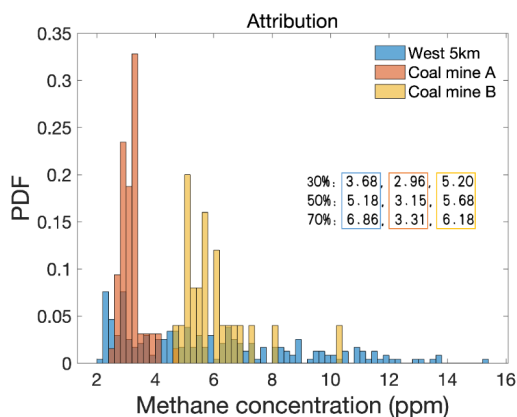 Attribution
0.35
0.3
0.25
0.2
0.15
0.1
0.05
0
PDF
West 5km
Coal mine A
Coal mine B
30%: 3.68, 2.96, 5.20
50%: 5.18, 3.15, 5.68
70%: 6.86, 3.31, 6.18
2 4 6 8 10 12 14 16
Methane concentration (ppm)